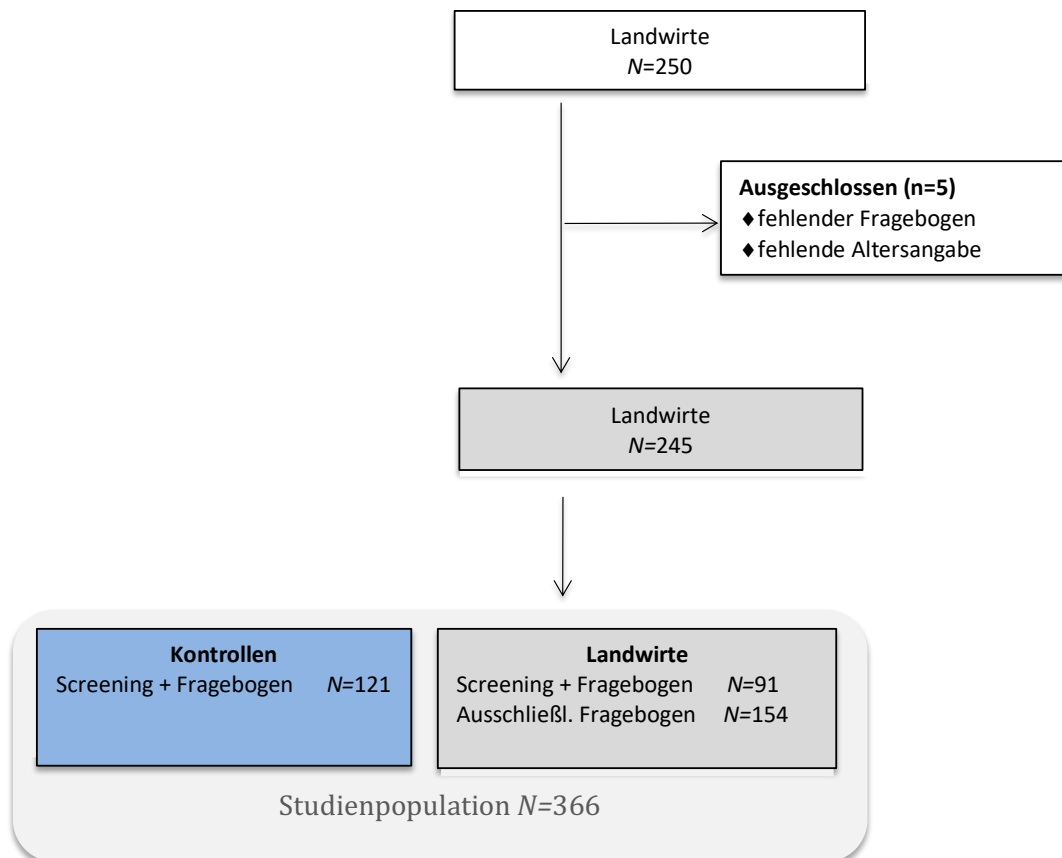 Landwirte
N=250
Ausgeschlossen (n=5)
♦fehlender Fragebogen
♦fehlende Altersangabe
Landwirte
N=245
Kontrollen
Screening + Fragebogen N=121
Landwirte
Screening + Fragebogen N=91
Ausschließl. Fragebogen N=154
Studienpopulation N=366